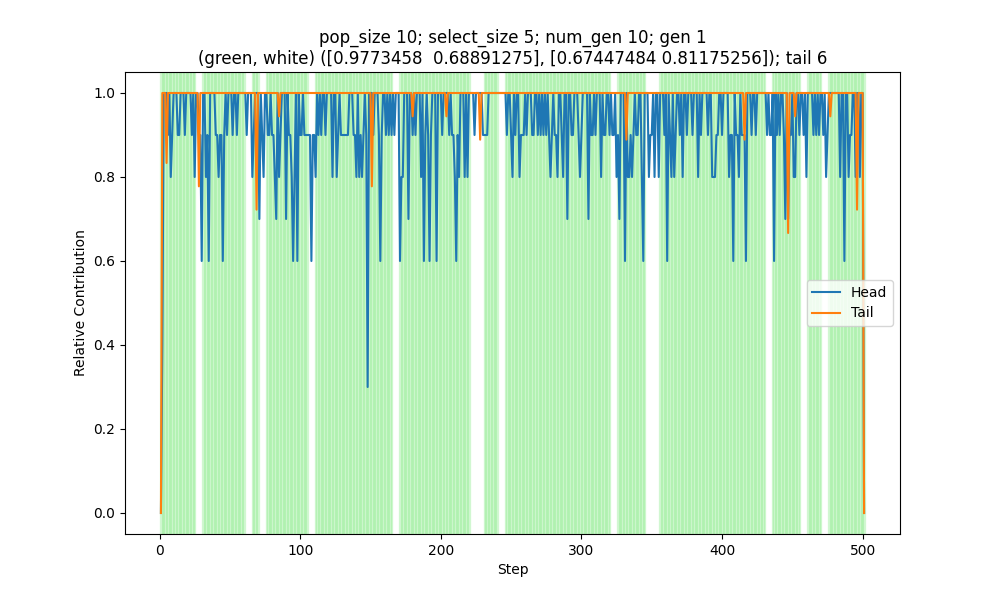 pop_size 10; select_size 5; num_gen 10; gen 1
(green, white) ([0.9773458  0.68891275], [0.67447484 0.81175256]); tail 6
Relative Contribution
1.0
0.8
0.6
0.4
0.2
0.0
Head
Tail
0 100 200 300 400 500
Step